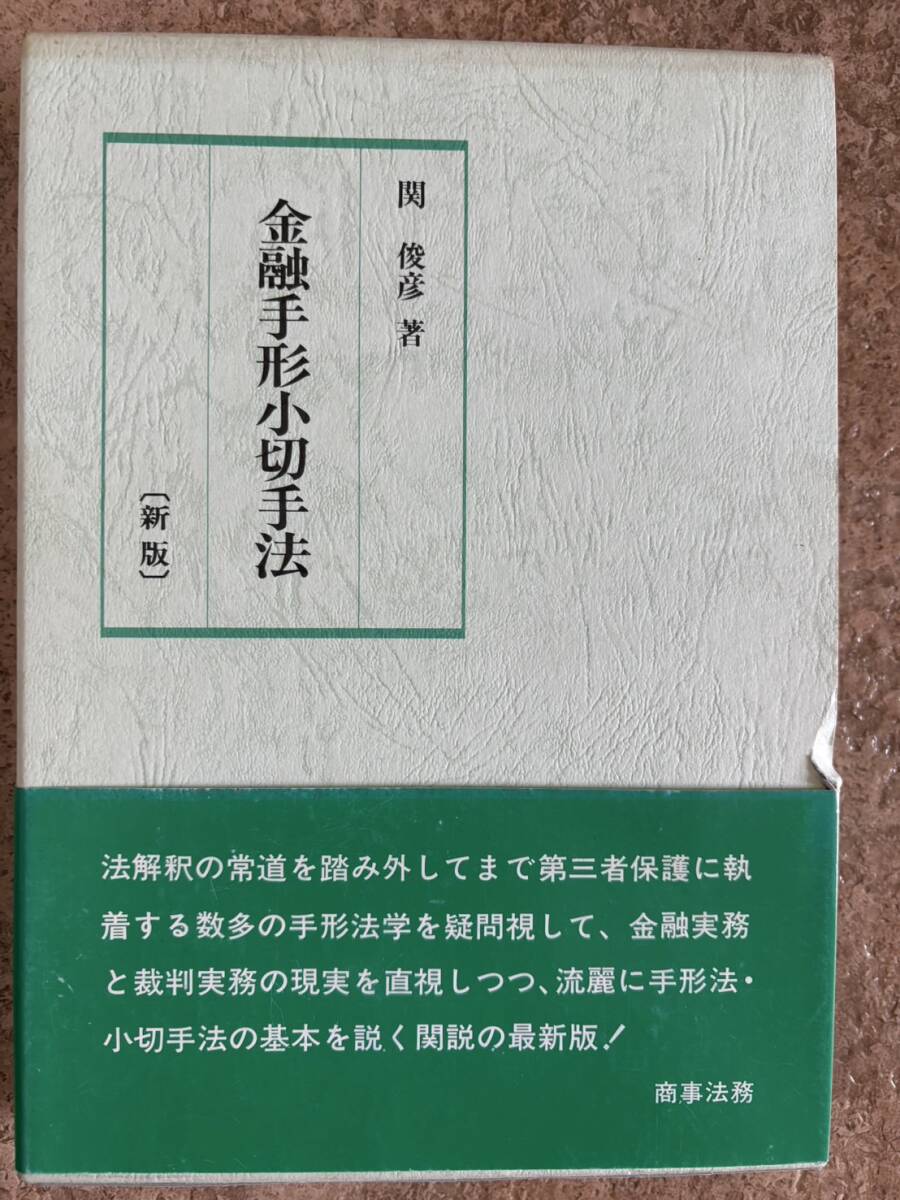 関 俊彦 著
金融手形小切手法
〔新版〕
法解釈の常道を踏み外してまで第三者保護に執
着する数多の手形法学を疑問視して、金融実務
と裁判実務の現実を直視しつつ、流麗に手形法・
小切手法の基本を説く関説の最新版！
商事法務